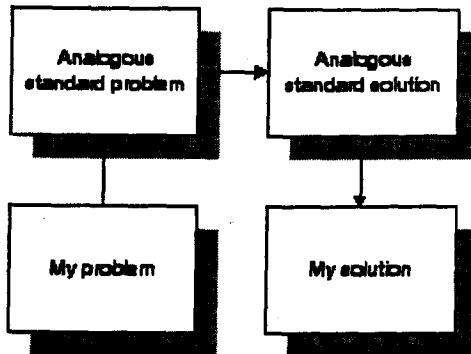 Analogous
standard problem
Analogous
standard solution
My problem
My solution